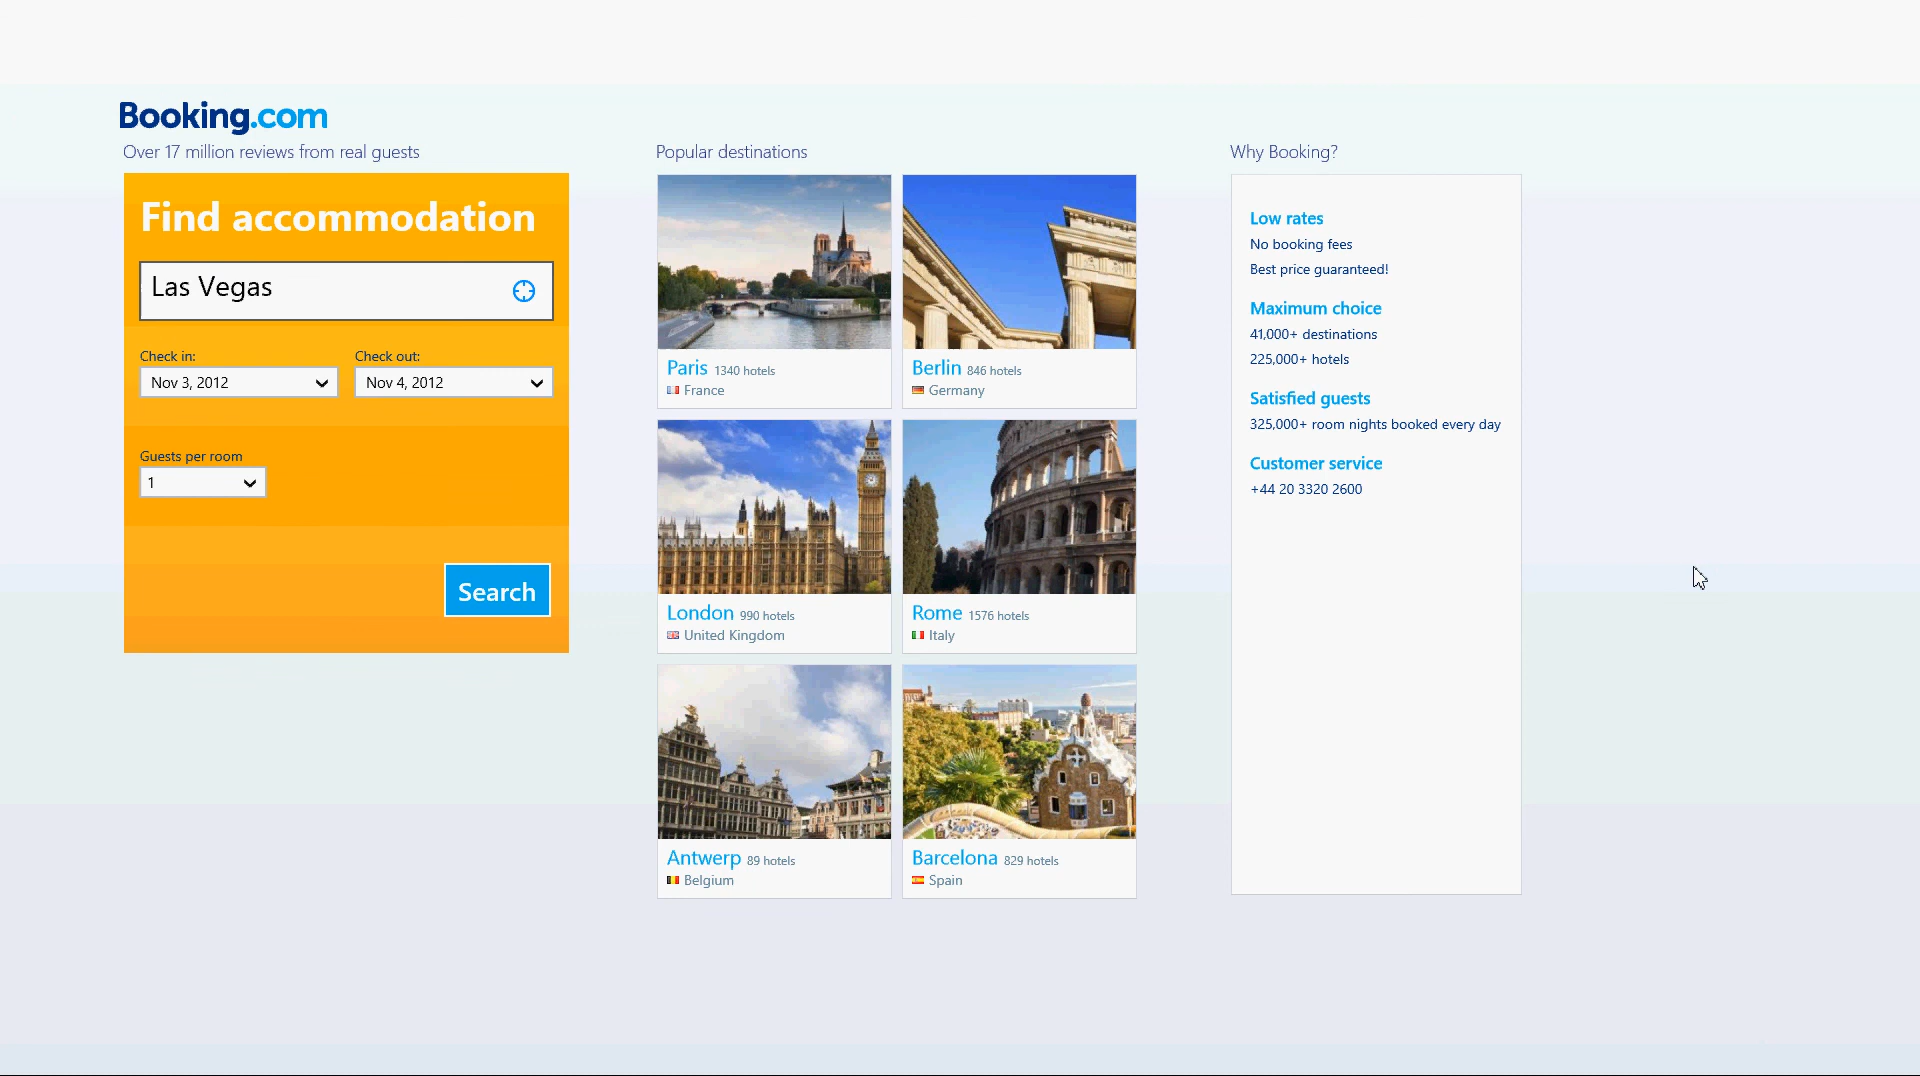 Booking.com
Over 17 million reviews from real guests
Find accommodation
Las Vegas
Check in:
Check out:
Nov 3, 2012
Nov 4, 2012
Guests per room
1
Search
Popular destinations
Paris 1340 hotels
France
Berlin 846 hotels
Germany
London 990 hotels
United Kingdom
Rome 1576 hotels
Italy
Antwerp 89 hotels
Belgium
Barcelona 829 hotels
Spain
Why Booking?
Low rates
No booking fees
Best price guaranteed!
Maximum choice
41,000+ destinations
225,000+ hotels
Satisfied guests
325,000+ room nights booked every day
Customer service
+44 20 3320 2600